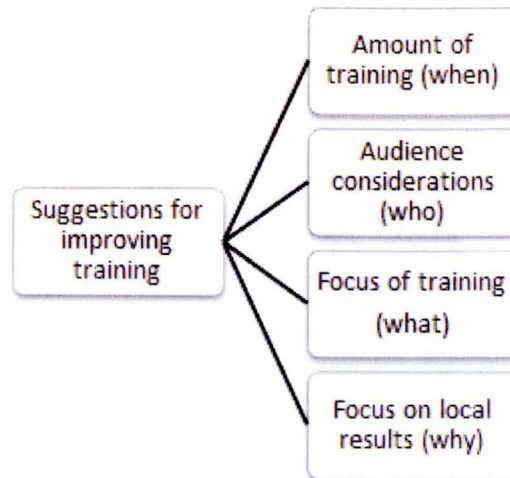 Amount of
training (when)
Audience
considerations
(who)
Suggestions for
improving
training
Focus of training
(what)
Focus on local
results (why)